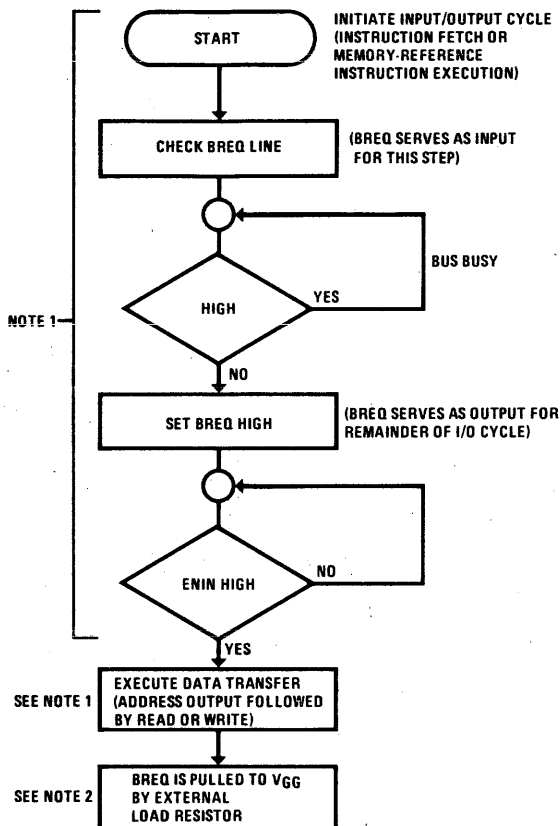 START
INITIATE INPUT/OUTPUT CYCLE
(INSTRUCTION FETCH OR
MEMORY-REFERENCE
INSTRUCTION EXECUTION)
CHECK BREQ LINE
(BREQ SERVES AS INPUT
FOR THIS STEP)
BUS BUSY
YES
HIGH
NOTE 1
NO
SET BREQ HIGH
(BREQ SERVES AS OUTPUT FOR
REMAINDER OF I/O CYCLE)
NO
ENIN HIGH
YES
SEE NOTE 1
EXECUTE DATA TRANSFER
(ADDRESS OUTPUT FOLLOWED
BY READ OR WRITE)
SEE NOTE 2
BREQ IS PULLED TO VGG
BY EXTERNAL
LOAD RESISTOR